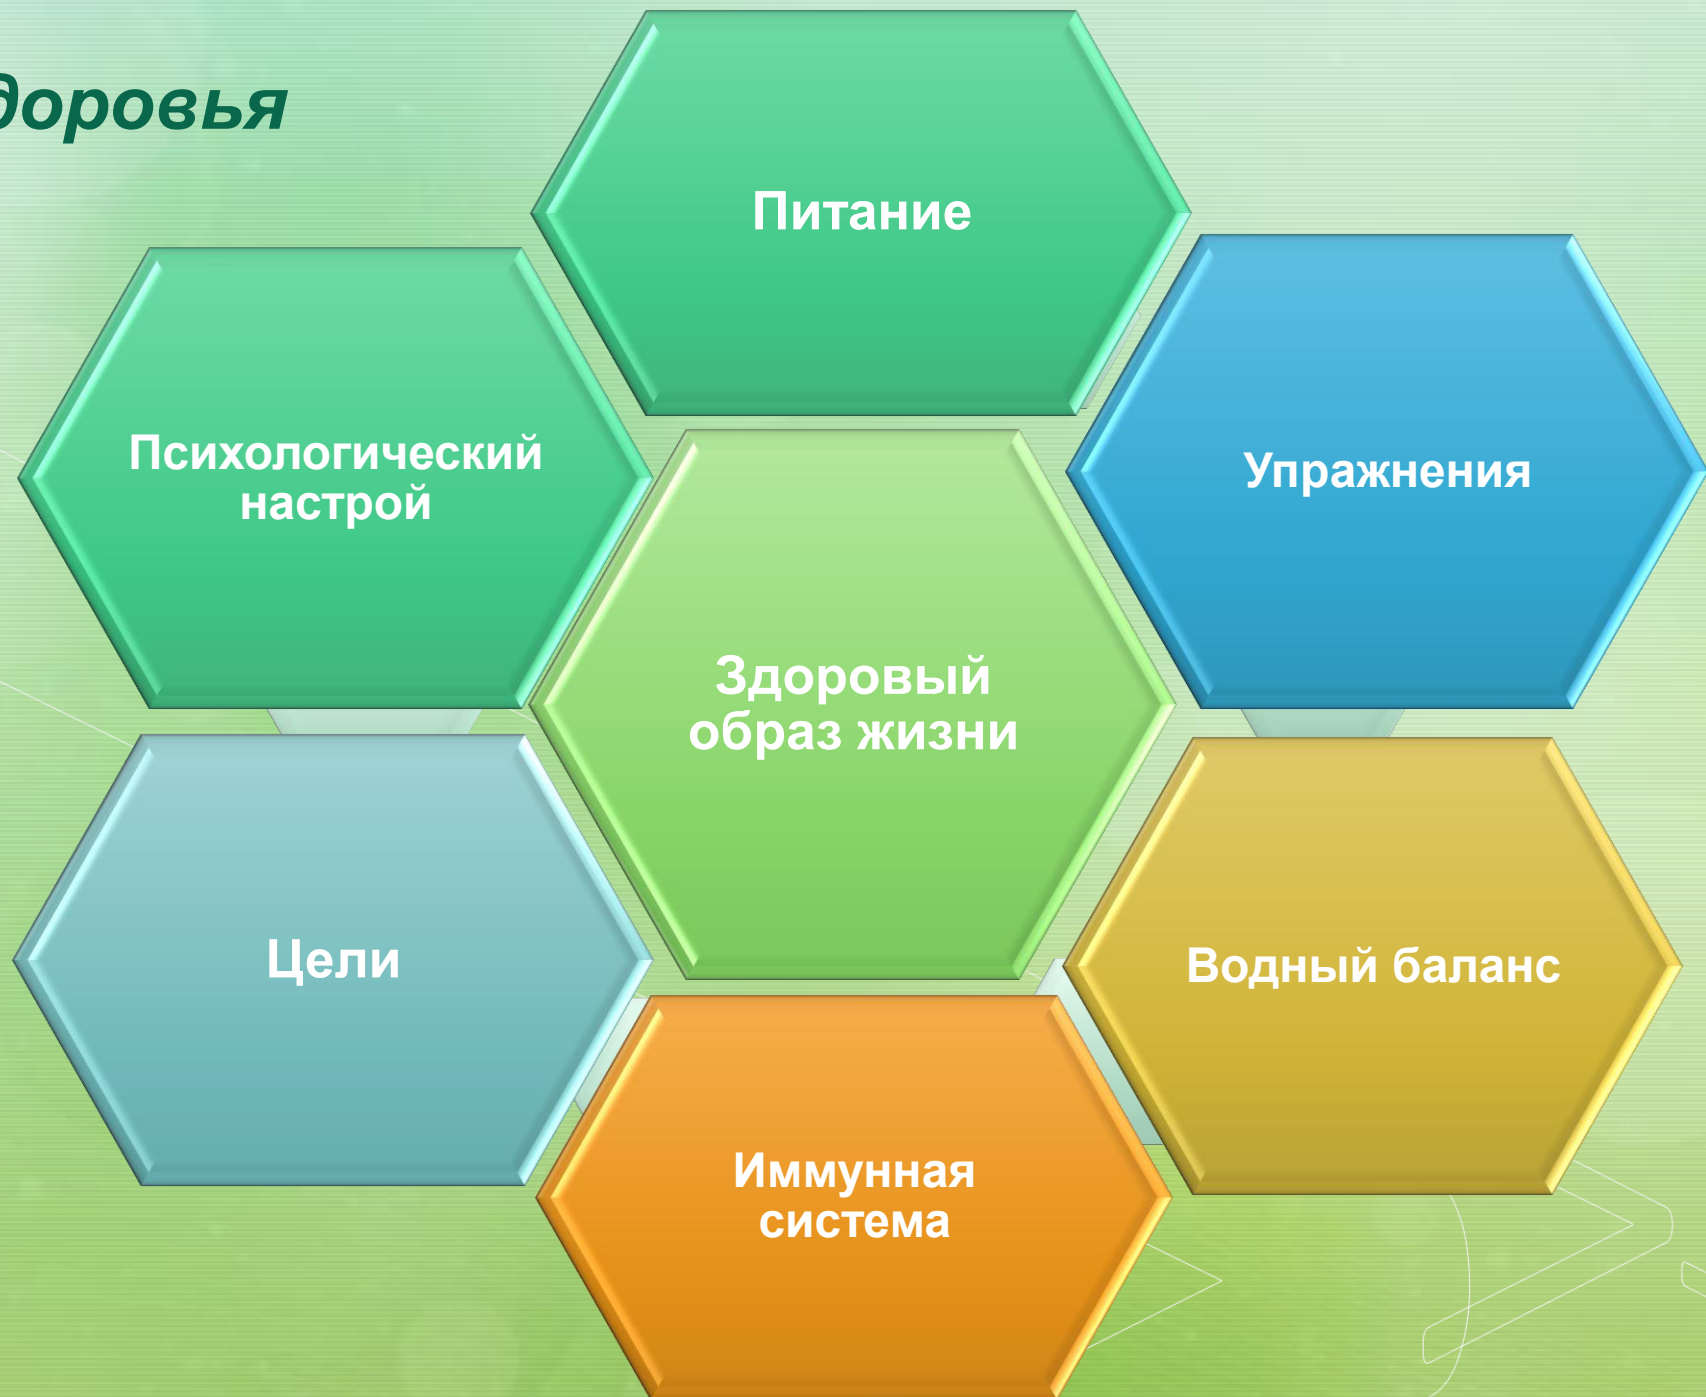 доровья
Питание
Психологический
настрой
Упражнения
Здоровый
образ жизни
Цели
Водный баланс
Иммунная
система